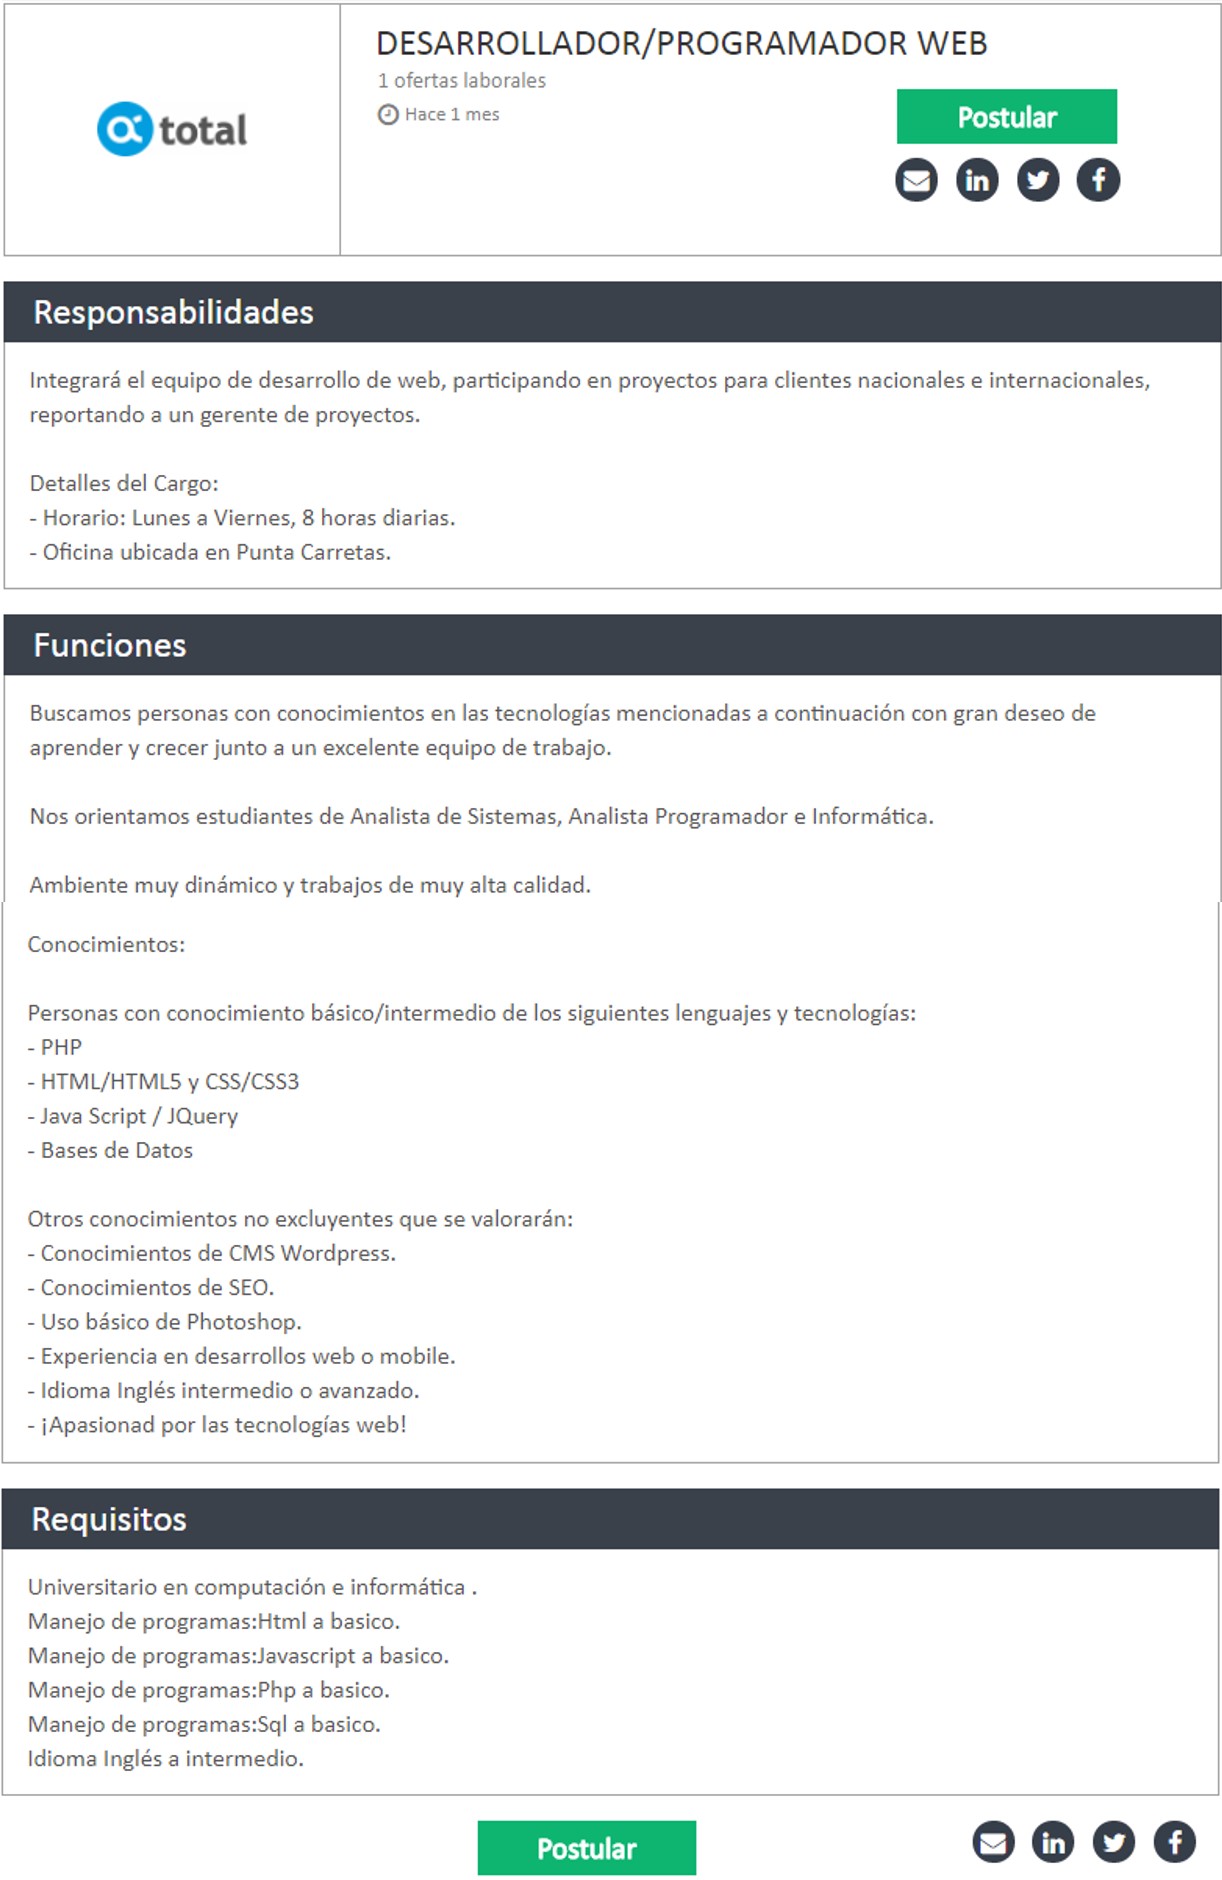 total
DESARROLLADOR/PROGRAMADOR WEB
1 ofertas laborales
Hace 1 mes
Postular
Responsabilidades
Integrará el equipo de desarrollo de web, participando en proyectos para clientes nacionales e internacionales,
reportando a un gerente de proyectos.
Detalles del Cargo:
- Horario: Lunes a Viernes, 8 horas diarias.
- Oficina ubicada en Punta Carretas.
Funciones
Buscamos personas con conocimientos en las tecnologías mencionadas a continuación con gran deseo de
aprender y crecer junto a un excelente equipo de trabajo.
Nos orientamos estudiantes de Analista de Sistemas, Analista Programador e Informática.
Ambiente muy dinámico y trabajos de muy alta calidad.
Conocimientos:
Personas con conocimiento básico/intermedio de los siguientes lenguajes y tecnologías:
- PHP
- HTML/HTML5 y CSS/CSS3
- Java Script / JQuery
- Bases de Datos
Otros conocimientos no excluyentes que se valorarán:
- Conocimientos de CMS Wordpress.
- Conocimientos de SEO.
- Uso básico de Photoshop.
- Experiencia en desarrollos web o mobile.
- Idioma Inglés intermedio o avanzado.
- ¡Apasionad por las tecnologías web!
Requisitos
Universitario en computación e informática .
Manejo de programas:Html a basico.
Manejo de programas:Javascript a basico.
Manejo de programas:Php a basico.
Manejo de programas:Sql a basico.
Idioma Inglés a intermedio.
Postular